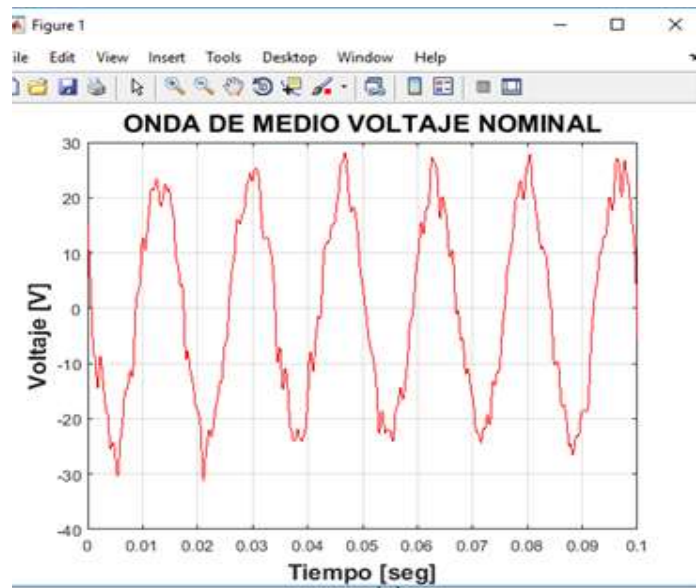 Figure 1
ile Edit View Insert Tools Desktop Window Help
ONDA DE MEDIO VOLTAJE NOMINAL
30
20
10
0
-10
-20
-30
-40
Voltaje [V]
0 0.01 0.02 0.03 0.04 0.05 0.06 0.07 0.08 0.09 0.1
Tiempo [seg]